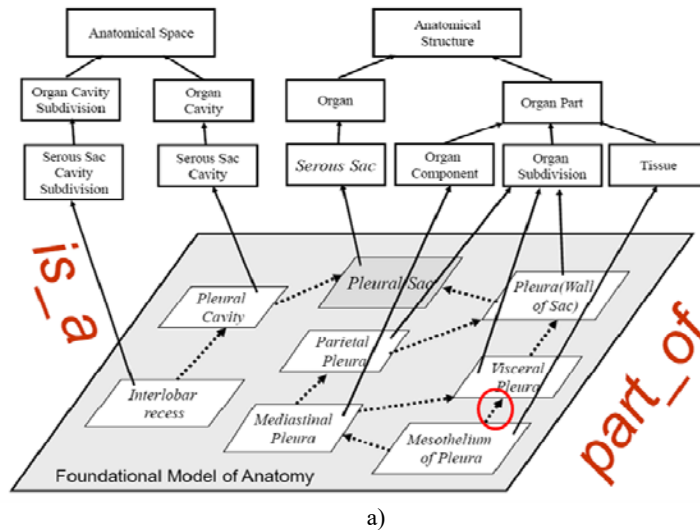 Anatomical Space
Anatomical
Structure
Organ Cavity
Subdivision
Organ
Cavity
Organ
Organ Part
Serous Sac
Cavity
Subdivision
Serous Sac
Cavity
Serous Sac
Organ
Component
Organ
Subdivision
Tissue
is_a
part_of
Pleural Sac
Pleura(Wall
of Sac)
Pleural
Cavity
Parietal
Pleura
Visceral
Pleura
Interlobar
recess
Mediastinal
Pleura
Mesothelium
of Pleura
Foundational Model of Anatomy
a)